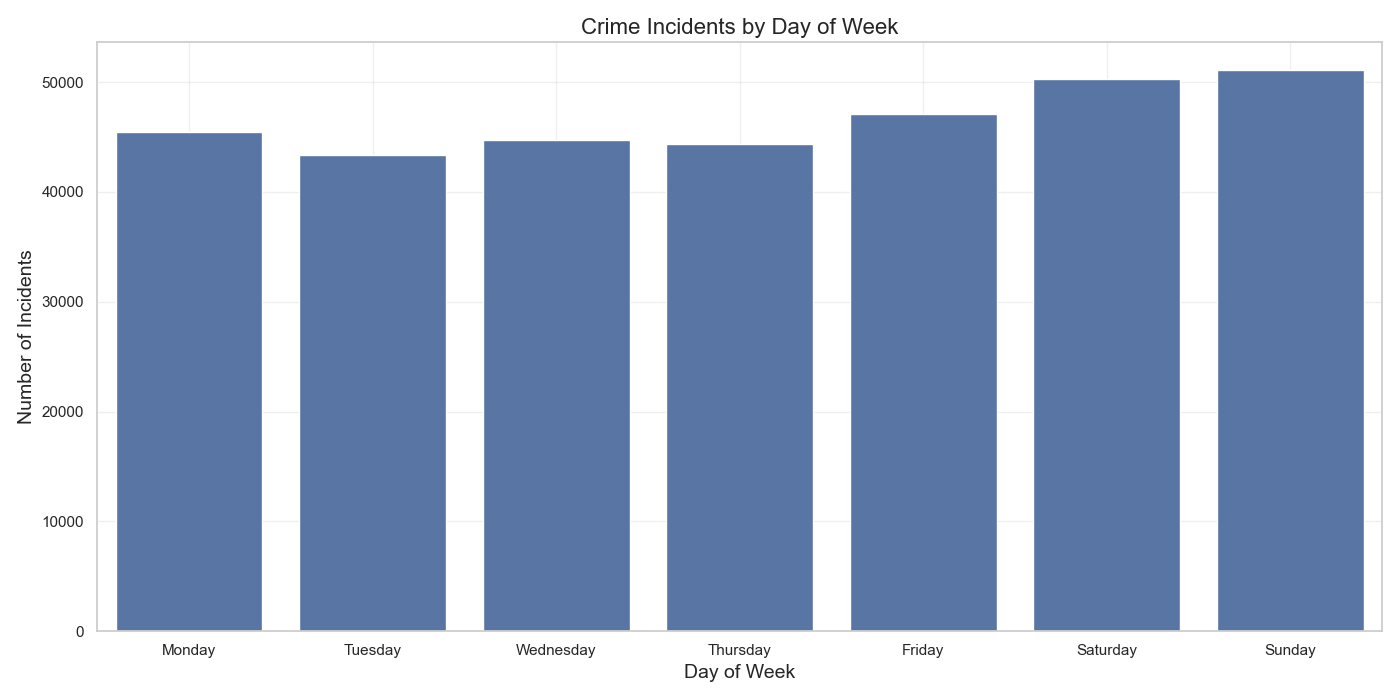 Crime Incidents by Day of Week
Number of Incidents
50000
40000
30000
20000
10000
0
Monday Tuesday Wednesday Thursday Friday Saturday Sunday
Day of Week